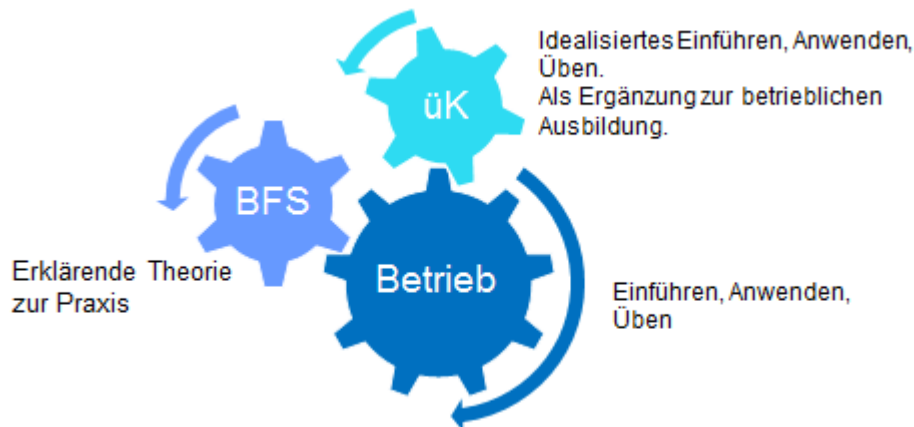 Idealisiertes Einführen, Anwenden,
Üben.
Als Ergänzung zur betrieblichen
Ausbildung.
üK
BFS
Erklärende Theorie
zur Praxis
Betrieb
Einführen, Anwenden,
Üben